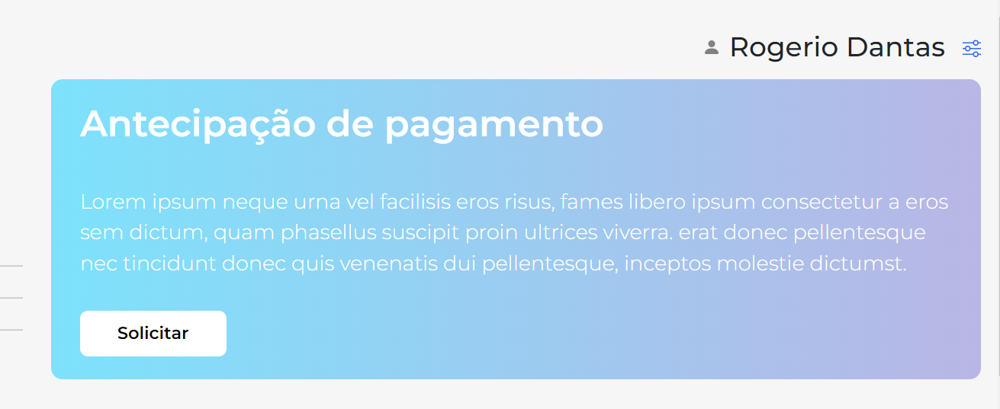 Rogerio Dantas
Antecipação de pagamento
Lorem ipsum neque urna vel facilisis eros risus, fames libero ipsum consectetur a eros
sem dictum, quam phasellus suscipit proin ultrices viverra. erat donec pellentesque
nec tincidunt donec quis venenatis dui pellentesque, inceptos molestie dictumst.
Solicitar